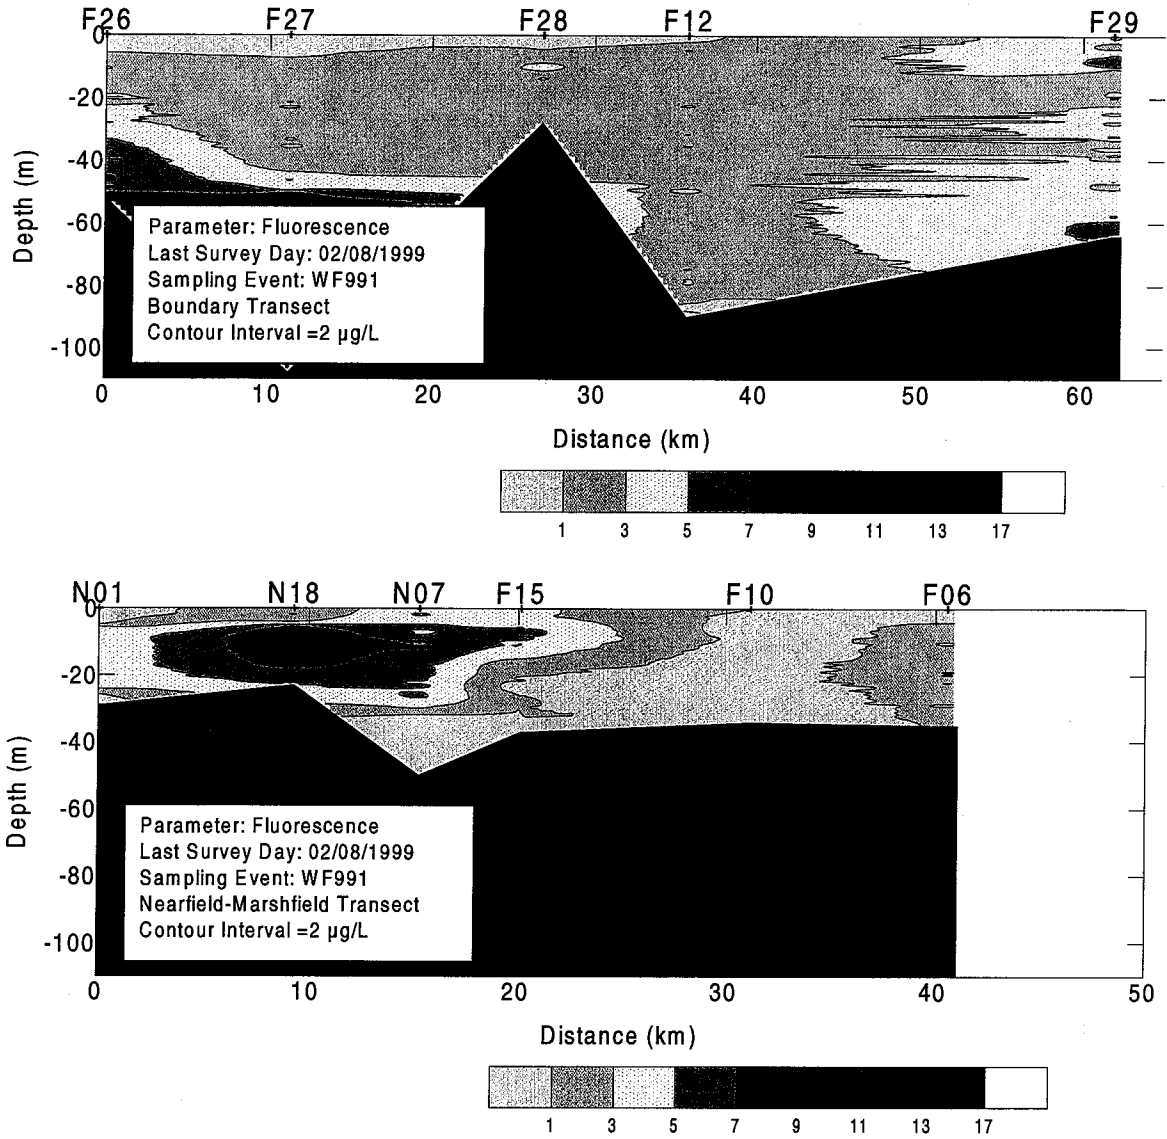 F26 F27 F28 F12 F29
0
-20
-40
-60
-80
-100
Depth (m)
Parameter: Fluorescence
Last Survey Day: 02/08/1999
Sampling Event: WF991
Boundary Transect
Contour Interval =2 µg/L
0 10 20 30 40 50 60
Distance (km)
1 3 5 7 9 11 13 17
N01 N18 N07 F15 F10 F06
0
-20
-40
-60
-80
-100
Depth (m)
Parameter: Fluorescence
Last Survey Day: 02/08/1999
Sampling Event: WF991
Nearfield-Marshfield Transect
Contour Interval =2 µg/L
0 10 20 30 40 50
Distance (km)
1 3 5 7 9 11 13 17